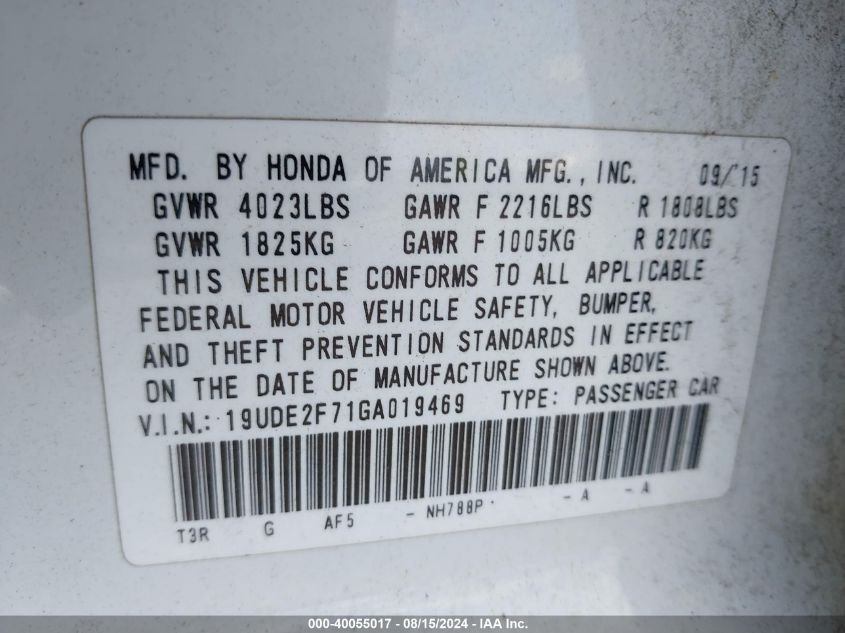 MFD. BY HONDA OF AMERICA MFG., INC. 09/'15
GVWR 4023LBS GAWR F 2216LBS R 1808LBS
GVWR 1825KG GAWR F 1005KG R 820KG
THIS VEHICLE CONFORMS TO ALL APPLICABLE
FEDERAL MOTOR VEHICLE SAFETY, BUMPER,
AND THEFT PREVENTION STANDARDS IN EFFECT
ON THE DATE OF MANUFACTURE SHOWN ABOVE.
V.I.N.: 19UDE2F71GA019469 TYPE: PASSENGER CAR
T3R G AF5 - NH788P - A - A
000-40055017 - 08/15/2024 - IAA Inc.